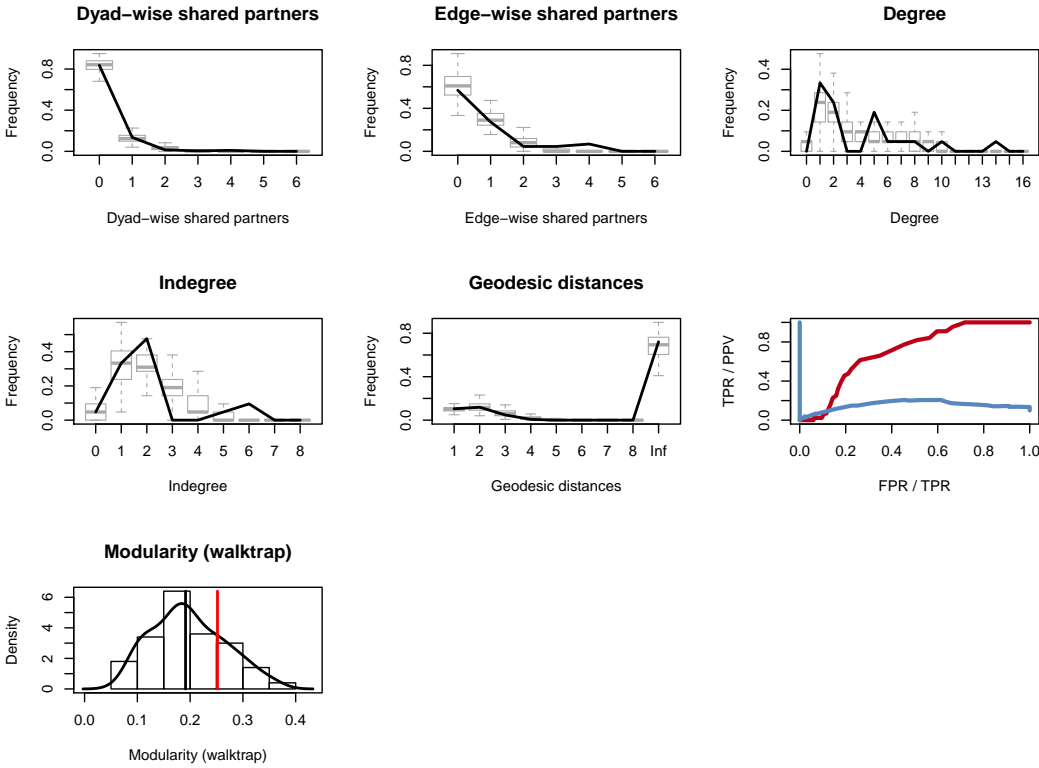 Dyad−wise shared partners
Frequency
0.0 0.4 0.8
0 1 2 3 4 5 6
Dyad−wise shared partners
Edge−wise shared partners
Frequency
0.0 0.4 0.8
0 1 2 3 4 5 6
Edge−wise shared partners
Degree
Frequency
0.0 0.2 0.4
0 2 4 6 8 10 13 16
Degree
Indegree
Frequency
0.0 0.2 0.4
0 1 2 3 4 5 6 7 8
Indegree
Geodesic distances
Frequency
0.0 0.4 0.8
1 2 3 4 5 6 7 8 Inf
Geodesic distances
TPR / PPV
0.0 0.4 0.8
0.0 0.2 0.4 0.6 0.8 1.0
FPR / TPR
Modularity (walktrap)
Density
0 2 4 6
0.0 0.1 0.2 0.3 0.4
Modularity (walktrap)